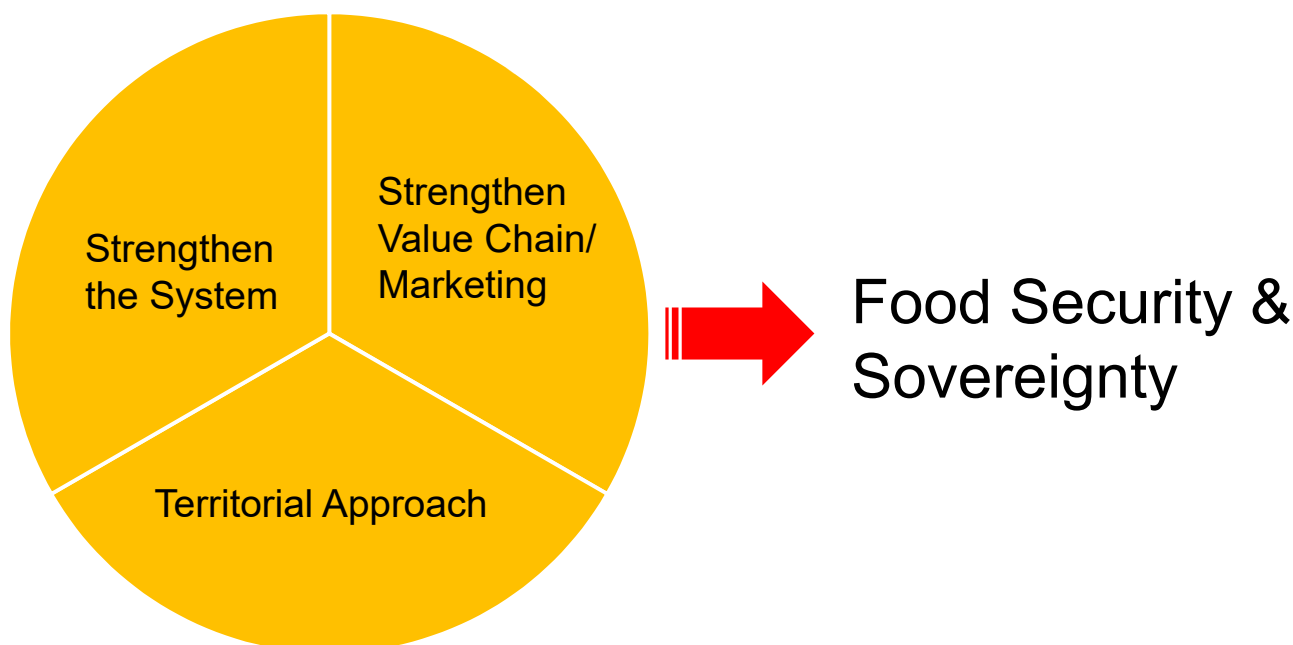 Strengthen
the System
Strengthen
Value Chain/
Marketing
Territorial Approach
Food Security &
Sovereignty